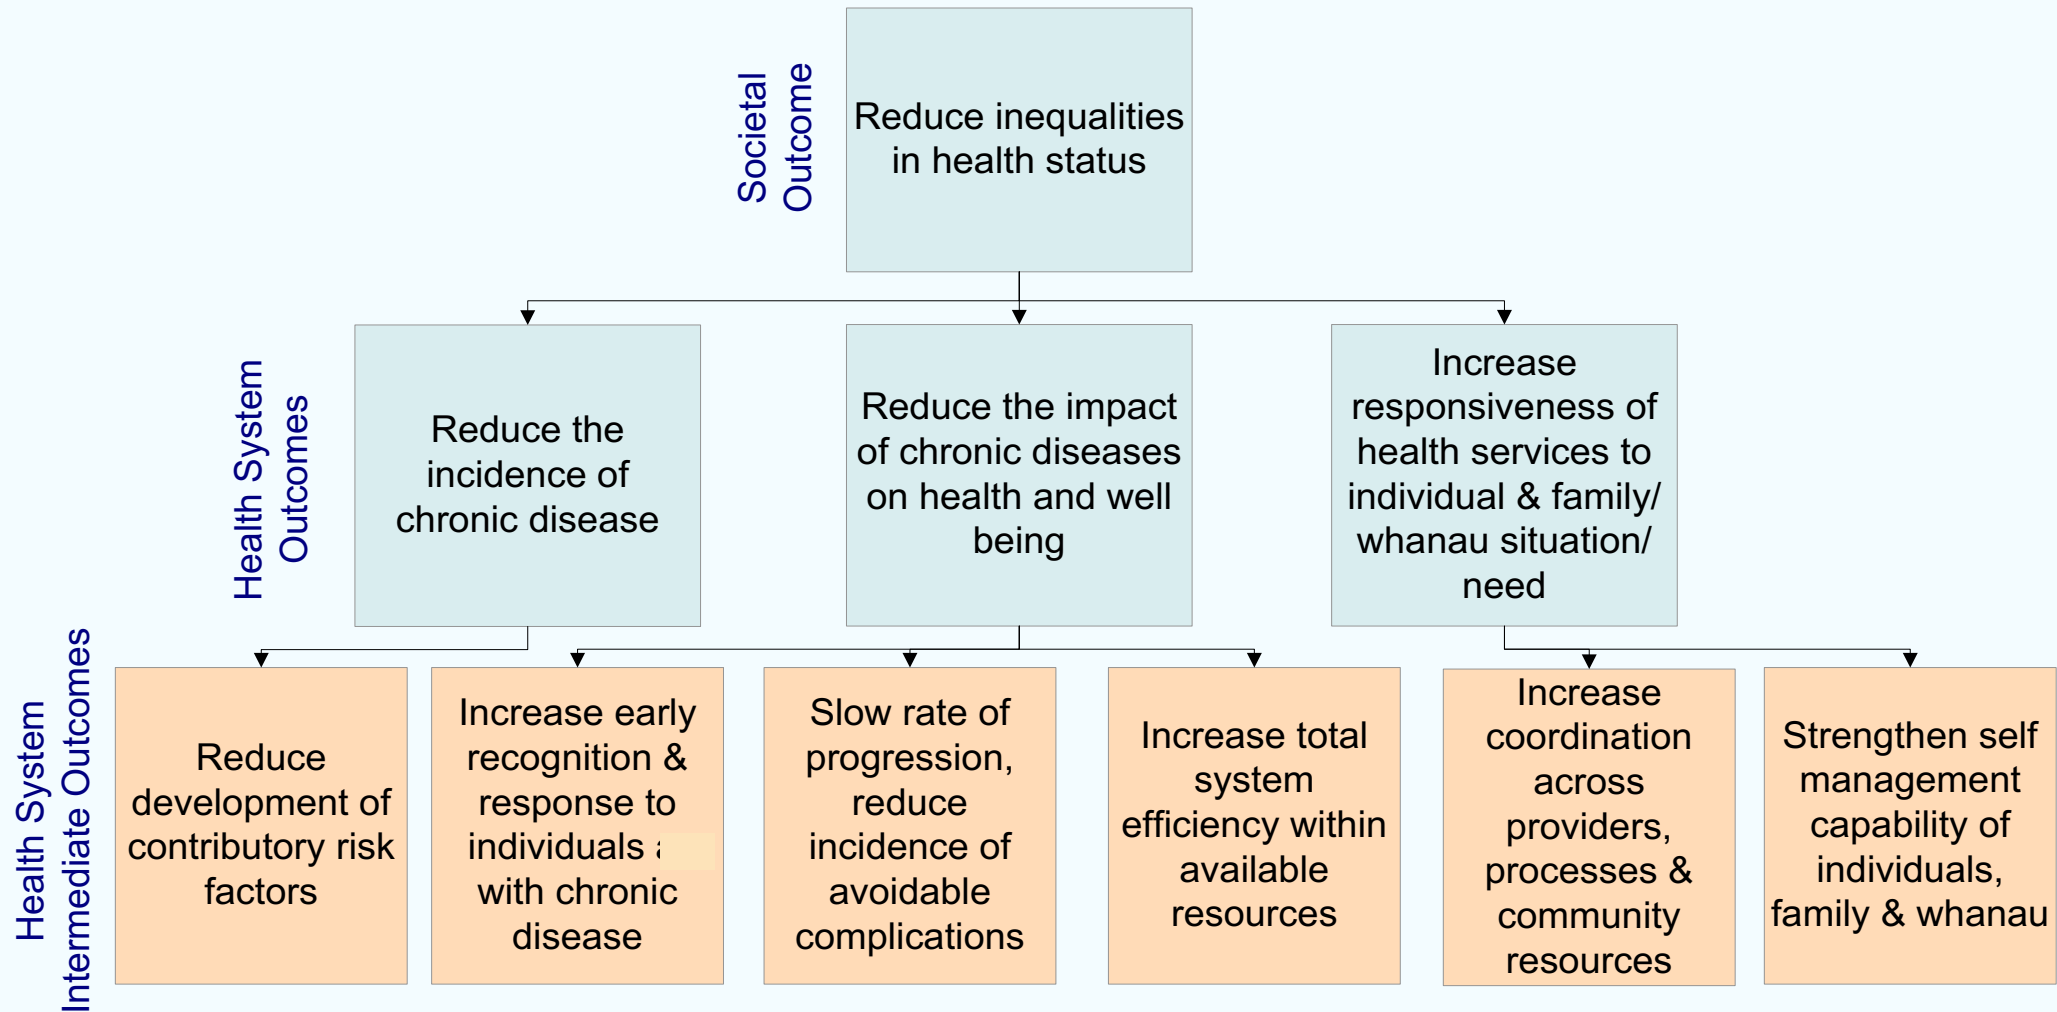 Societal
Outcome
Reduce inequalities
in health status
Health System
Outcomes
Reduce the
incidence of
chronic disease
Reduce the impact
of chronic diseases
on health and well
being
Increase
responsiveness of
health services to
individual & family/
whanau situation/
need
Health System
Intermediate Outcomes
Reduce
development of
contributory risk
factors
Increase early
recognition &
response to
individuals
with chronic
disease
Slow rate of
progression,
reduce
incidence of
avoidable
complications
Increase total
system
efficiency within
available
resources
Increase
coordination
across
providers,
processes &
community
resources
Strengthen self
management
capability of
individuals,
family & whanau